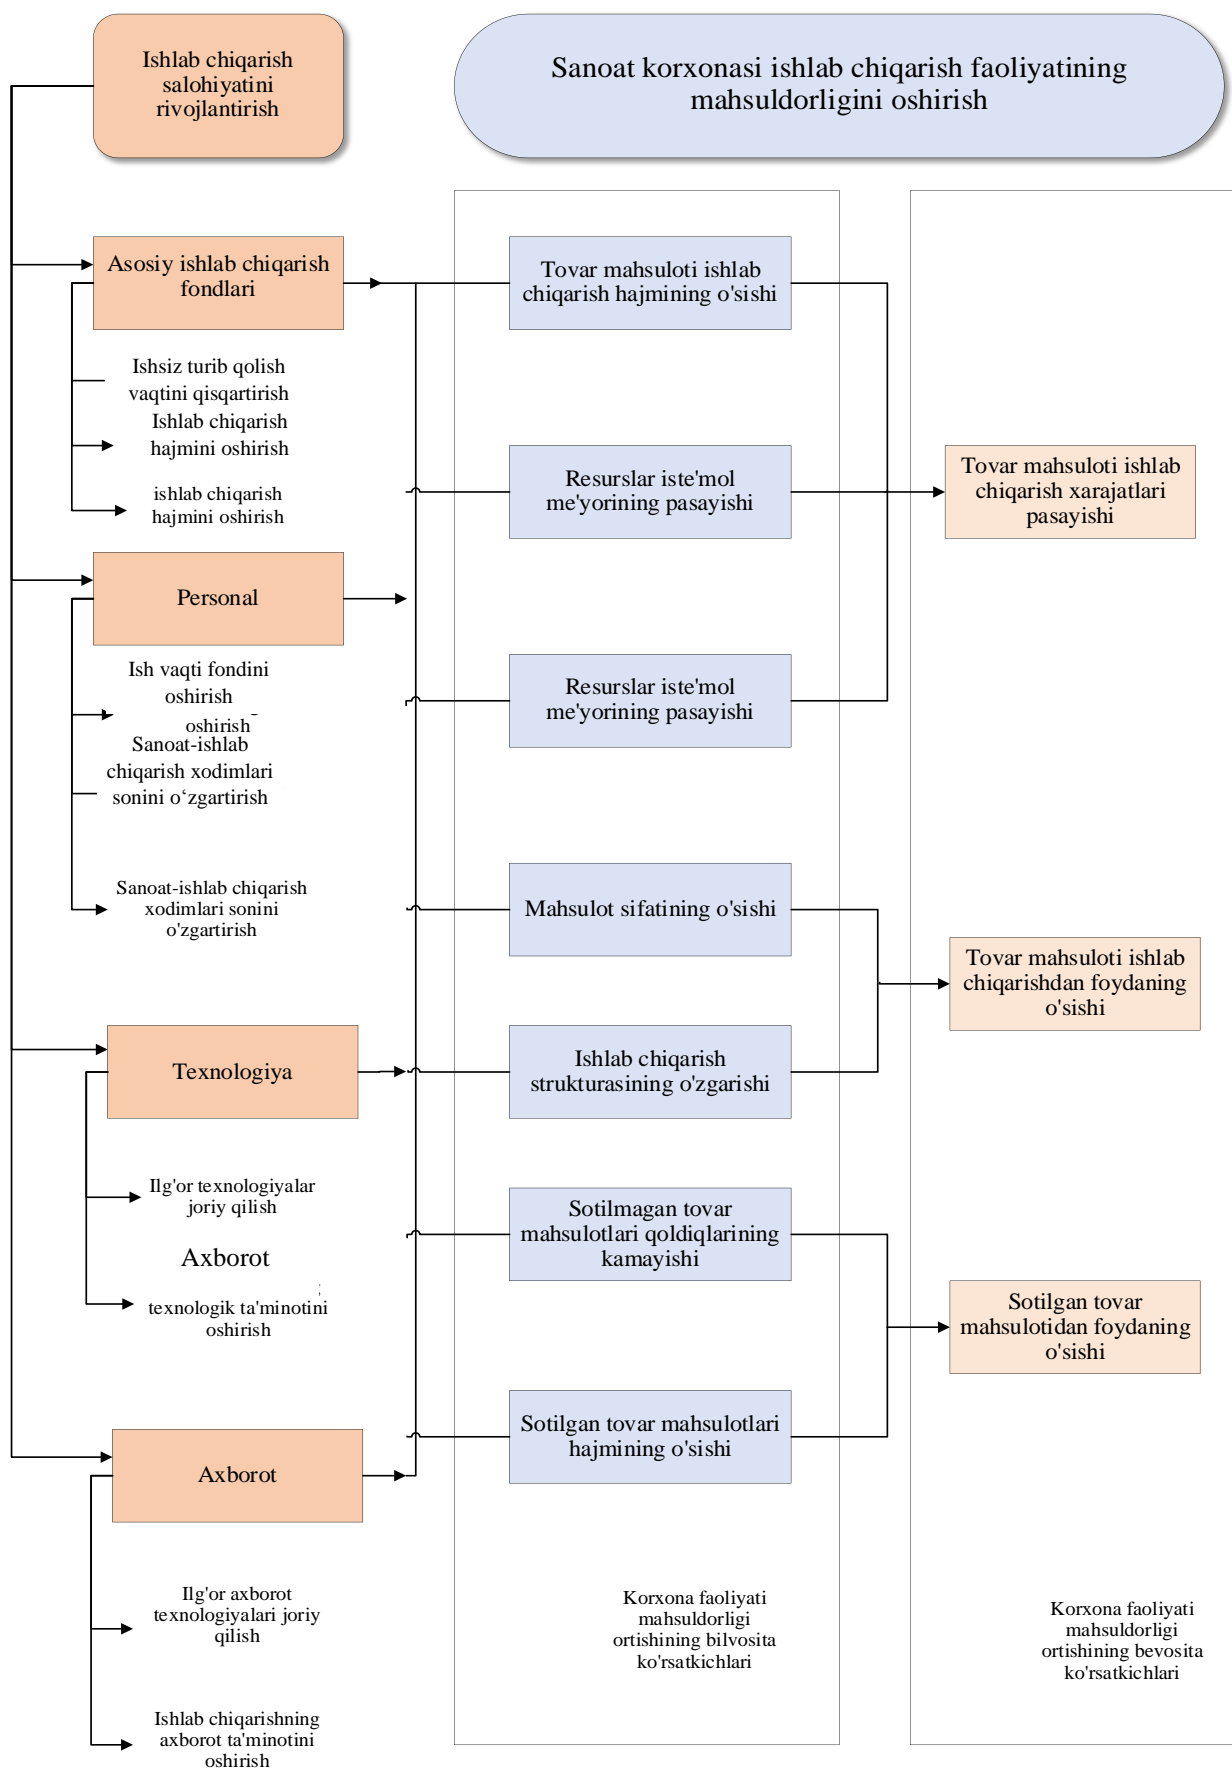 Ishlab chiqarish
salohiyatini
rivojlantirish
Sanoat korxonasi ishlab chiqarish faoliyatining
mahsuldorligini oshirish
Asosiy ishlab chiqarish
fondlari
Ishsiz turib qolish
vaqtini qisqartirish
Ishlab chiqarish
hajmini oshirish
ishlab chiqarish
hajmini oshirish
Personal
Ish vaqti fondini
oshirish
oshirish
Sanoat-ishlab
chiqarish xodimlari
sonini o‘zgartirish
Sanoat-ishlab chiqarish
xodimlari sonini
o'zgartirish
Texnologiya
Ilg'or texnologiyalar
joriy qilish
Axborot
texnologik ta'minotini
oshirish
Axborot
Ilg'or axborot
texnologiyalari joriy
qilish
Ishlab chiqarishning
axborot ta'minotini
oshirish
Tovar mahsuloti ishlab
chiqarish hajmining o'sishi
Resurslar iste'mol
me'yorining pasayishi
Resurslar iste'mol
me'yorining pasayishi
Mahsulot sifatining o'sishi
Ishlab chiqarish
strukturasining o'zgarishi
Sotilmagan tovar
mahsulotlari qoldiqlarining
kamayishi
Sotilgan tovar mahsulotlari
hajmining o'sishi
Korxona faoliyati
mahsuldorligi
ortishining bilvosita
ko'rsatkichlari
Tovar mahsuloti ishlab
chiqarish xarajatlari
pasayishi
Tovar mahsuloti ishlab
chiqarishdan foydaning
o'sishi
Sotilgan tovar
mahsulotidan foydaning
o'sishi
Korxona faoliyati
mahsuldorligi
ortishining bevosita
ko'rsatkichlari